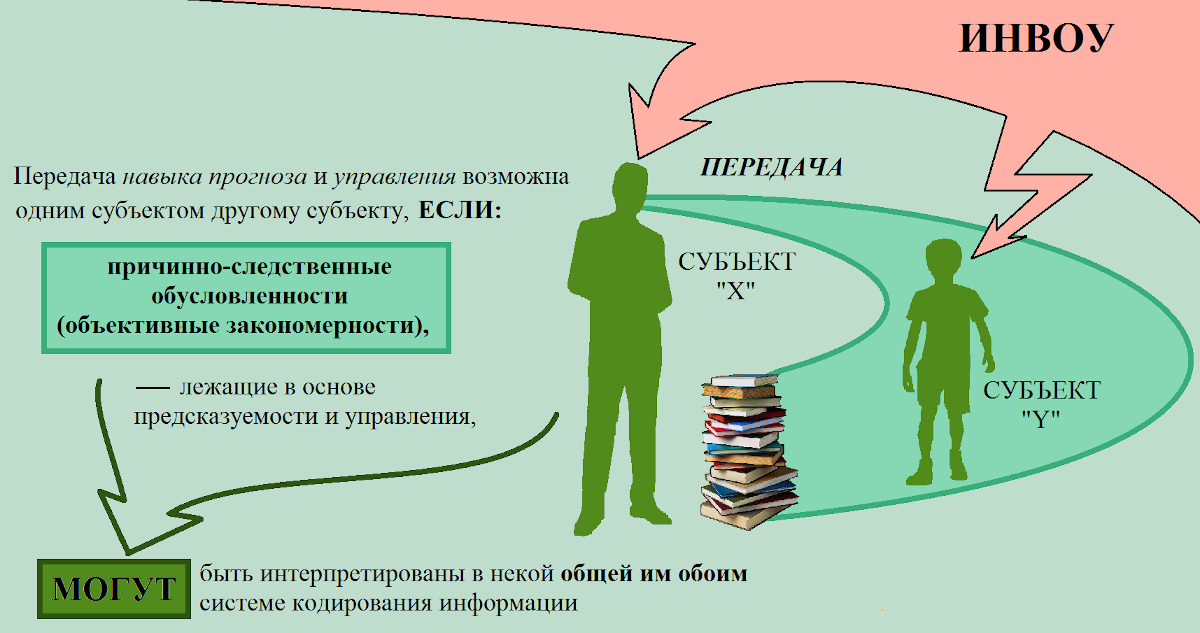 ИНВОУ
Передача навыка прогноза и управления возможна
одним субъектом другому субъекту, ЕСЛИ:
причинно-следственные
обусловленности
(объективные закономерности),
— лежащие в основе
предсказуемости и управления,
МОГУТ
быть интерпретированы в некой общей им обоим
системе кодирования информации
ПЕРЕДАЧА
СУБЪЕКТ
"X"
СУБЪЕКТ
"Y"